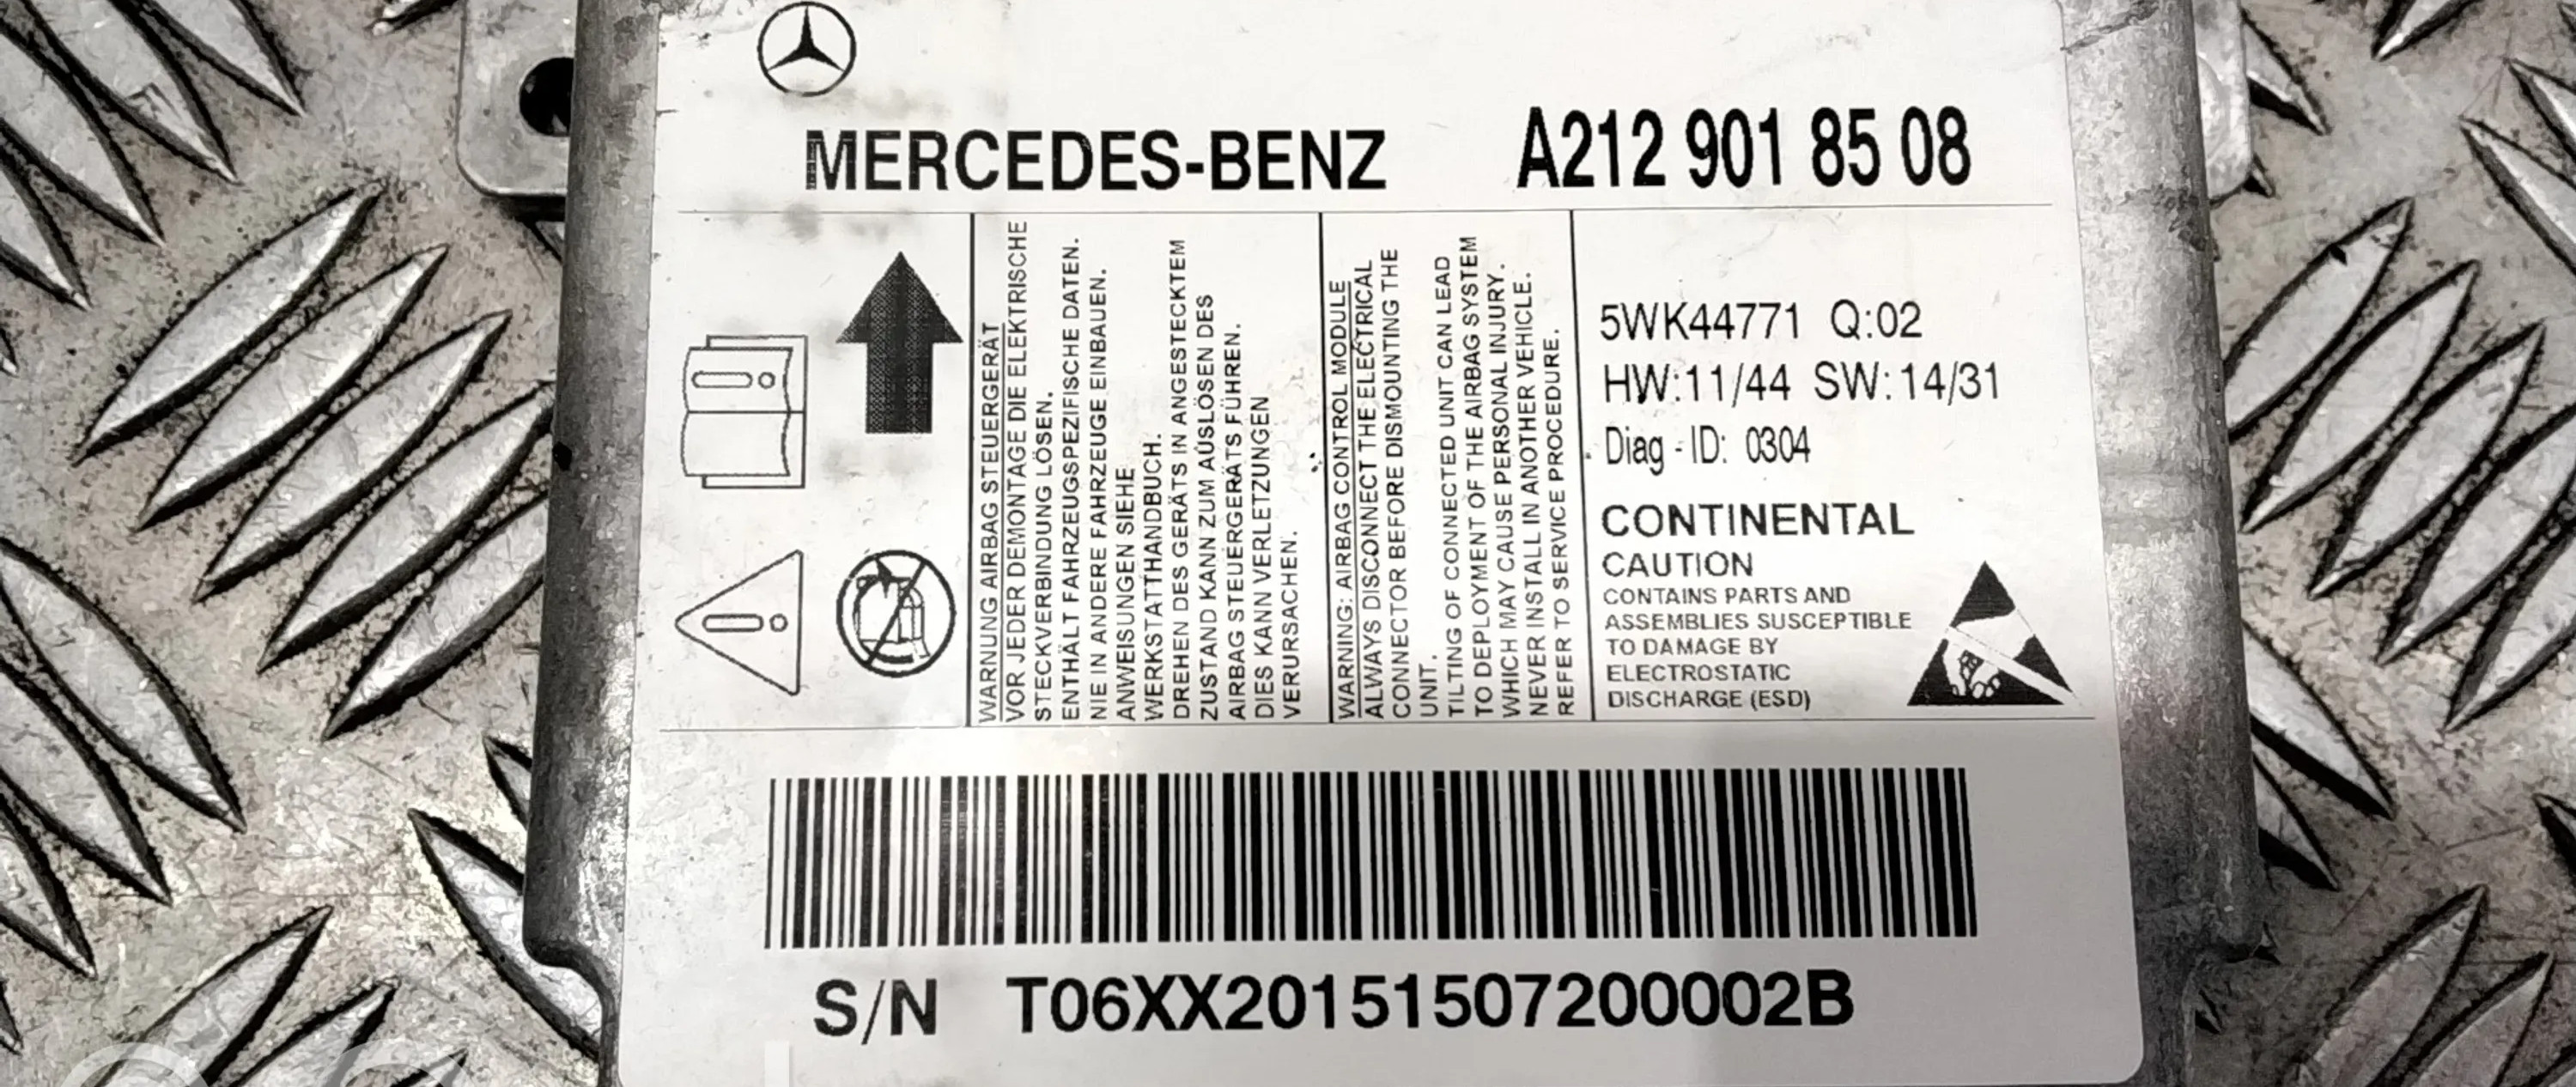 MERCEDES-BENZ
A212 901 85 08
WARNUNG AIRBAG STEUERGERÄT
VOR JEDER DEMONTAGE DIE ELEKTRISCHE
STECKVERBINDUNG LÖSEN.
ENTHÄLT FAHRZEUGSPEZIFISCHE DATEN.
NIE IN ANDERE FAHRZEUGE EINBAUEN.
ANWEISUNGEN SIEHE
WERKSTATTHANDBUCH.
DREHEN DES GERÄTS IN ANGESTECKTEM
ZUSTAND KANN ZUM AUSLÖSEN DES
AIRBAG STEUERGERÄTS FÜHREN.
DIES KANN VERLETZUNGEN
VERURSACHEN.
WARNING: AIRBAG CONTROL MODULE
ALWAYS DISCONNECT THE ELECTRICAL
CONNECTOR BEFORE DISMOUNTING THE
UNIT.
TILTING OF CONNECTED UNIT CAN LEAD
TO DEPLOYMENT OF THE AIRBAG SYSTEM
WHICH MAY CAUSE PERSONAL INJURY.
NEVER INSTALL IN ANOTHER VEHICLE.
REFER TO SERVICE PROCEDURE.
5WK44771 Q:02
HW:11/44 SW:14/31
Diag-ID: 0304
CONTINENTAL
CAUTION
CONTAINS PARTS AND
ASSEMBLIES SUSCEPTIBLE
TO DAMAGE BY
ELECTROSTATIC
DISCHARGE (ESD)
S/N T06XX20151507200002B